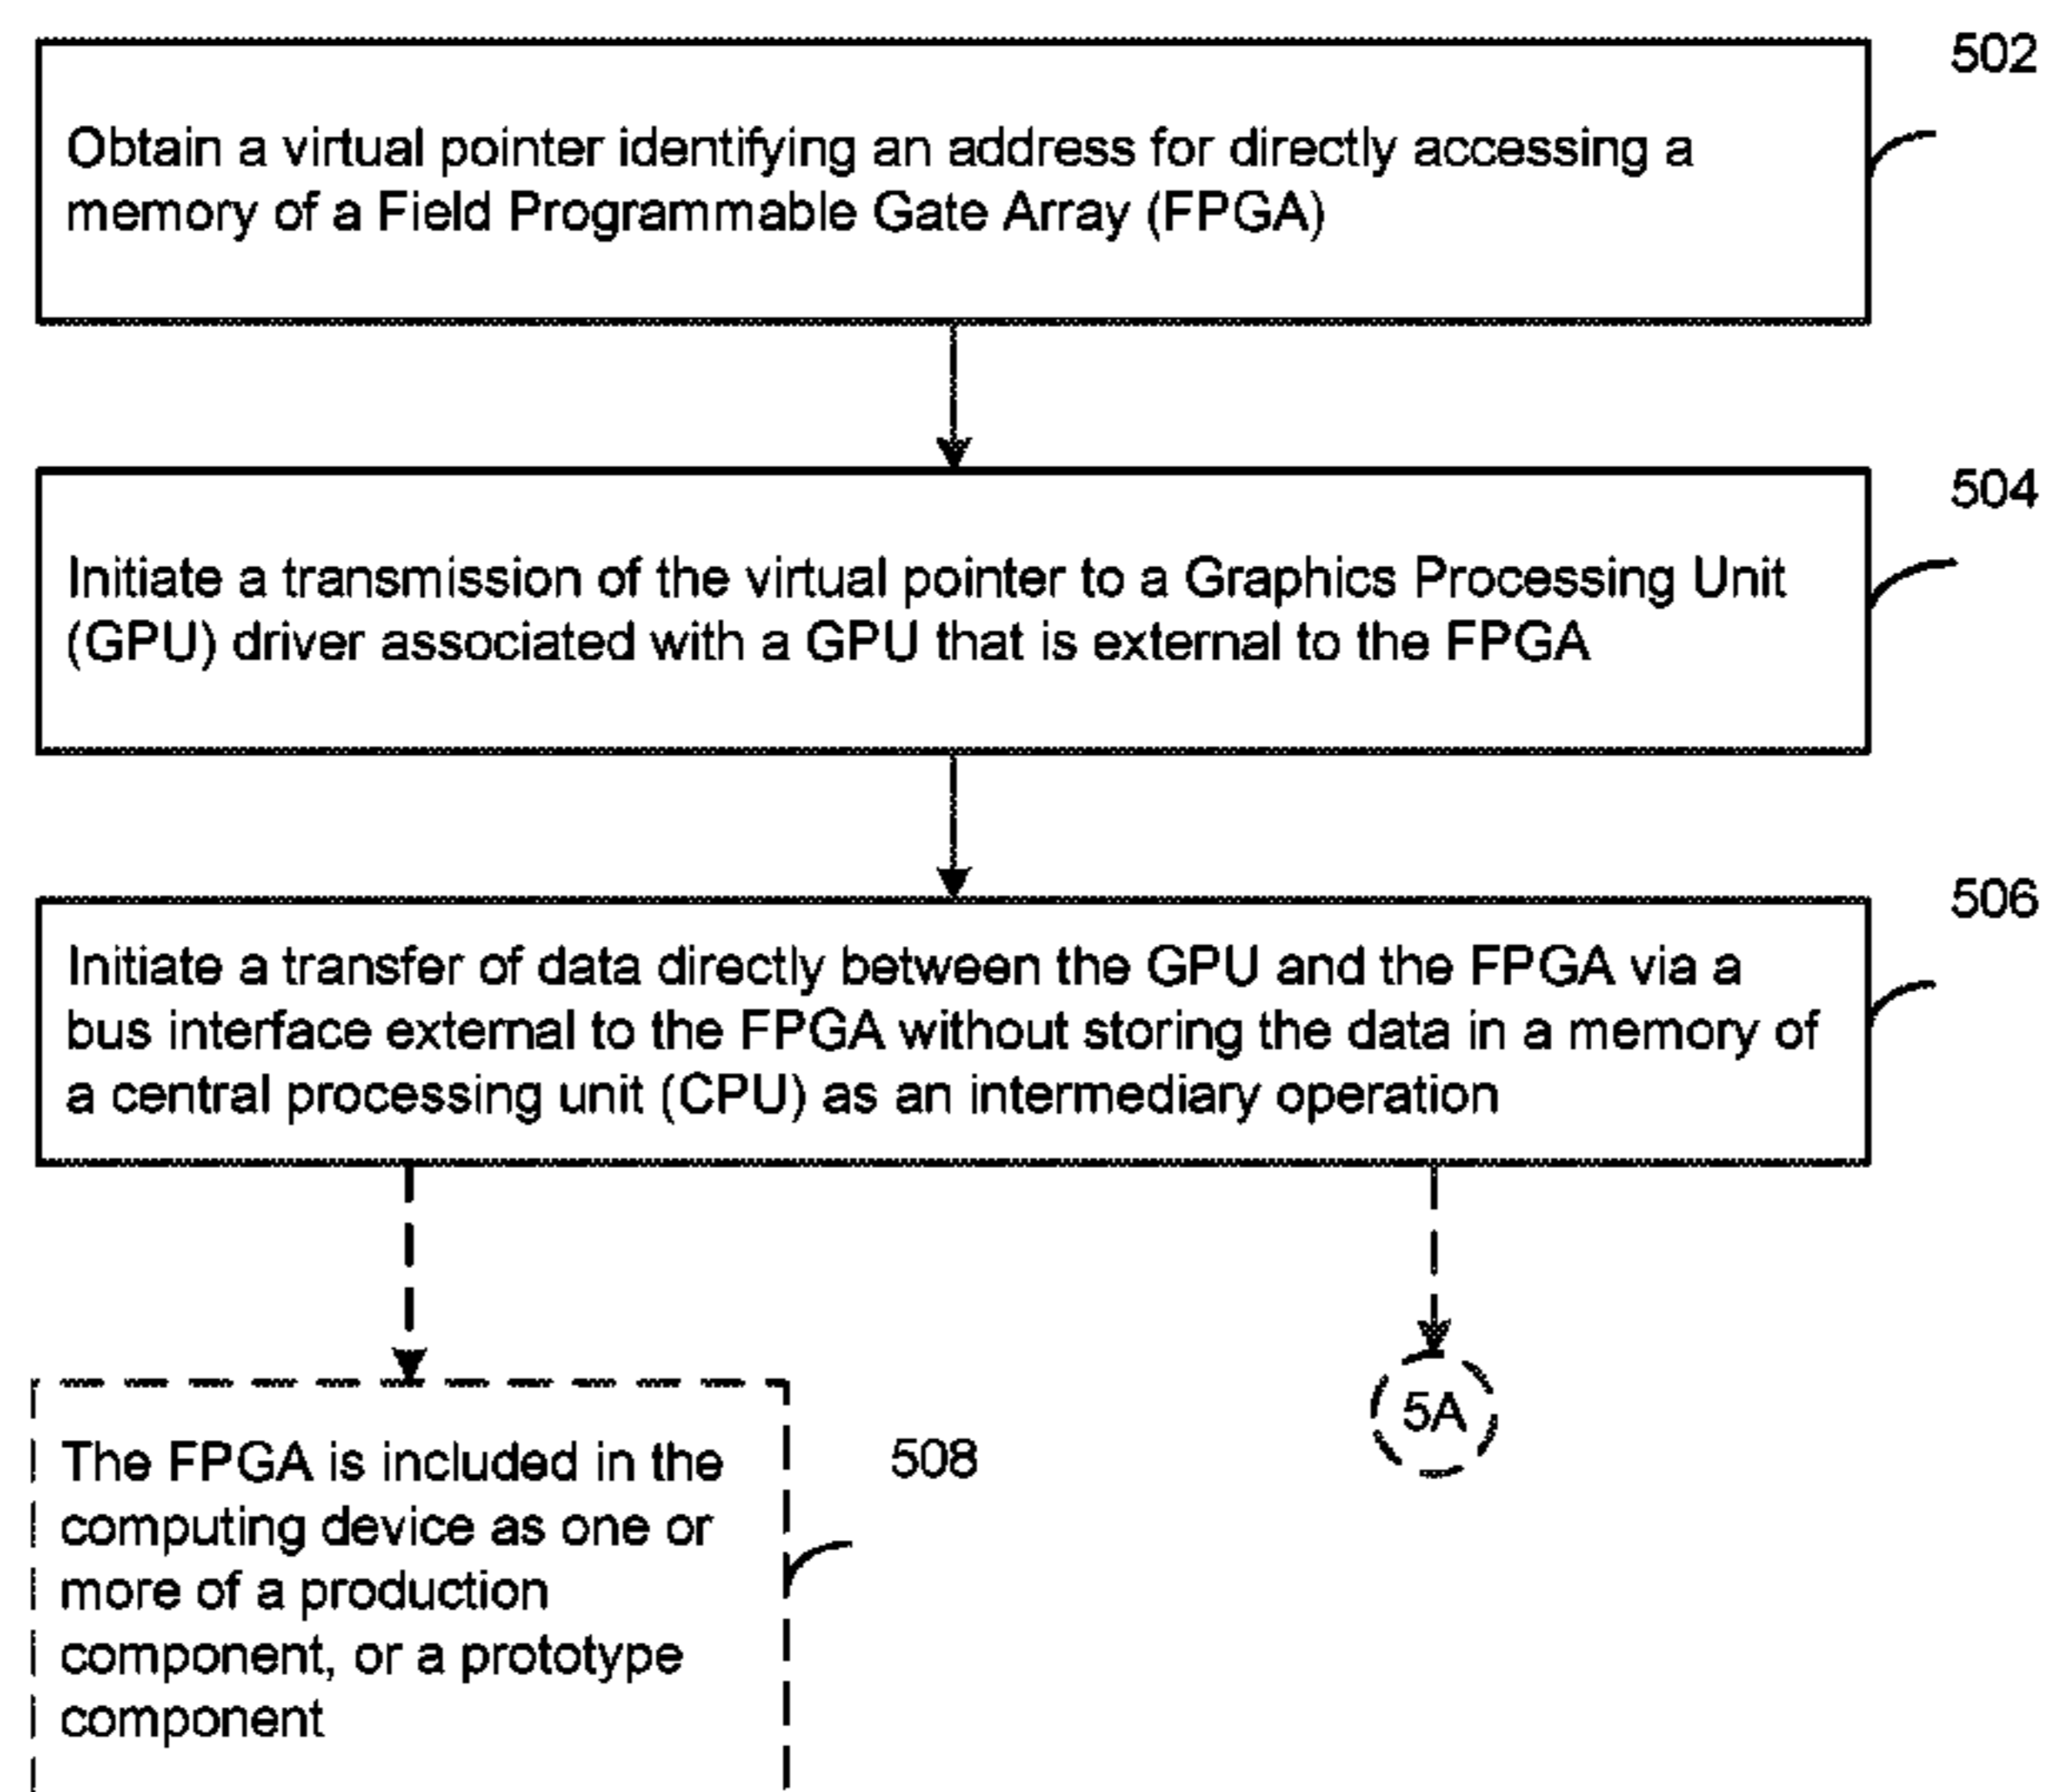 502
Obtain a virtual pointer identifying an address for directly accessing a
memory of a Field Programmable Gate Array (FPGA)
504
Initiate a transmission of the virtual pointer to a Graphics Processing Unit
(GPU) driver associated with a GPU that is external to the FPGA
506
Initiate a transfer of data directly between the GPU and the FPGA via a
bus interface external to the FPGA without storing the data in a memory of
a central processing unit (CPU) as an intermediary operation
5A
508
The FPGA is included in the
computing device as one or
more of a production
component, or a prototype
component